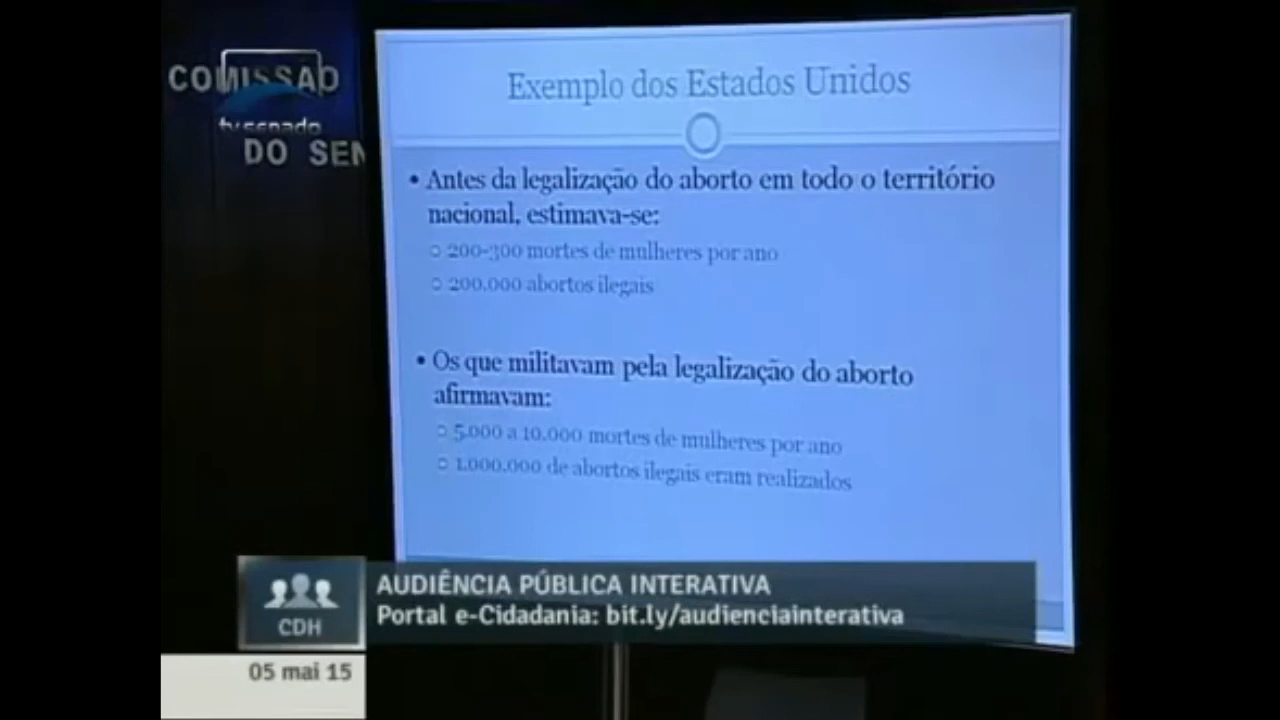 COMISSÃO
tv senado
DO SEN
Exemplo dos Estados Unidos
• Antes da legalização do aborto em todo o território
nacional, estimava-se:
200-300 mortes de mulheres por ano
200.000 abortos ilegais
• Os que militavam pela legalização do aborto
afirmavam:
5.000 a 10.000 mortes de mulheres por ano
1.000.000 de abortos ilegais eram realizados
AUDIÊNCIA PÚBLICA INTERATIVA
Portal e-Cidadania: bit.ly/audienciainterativa
CDH
05 mai 15